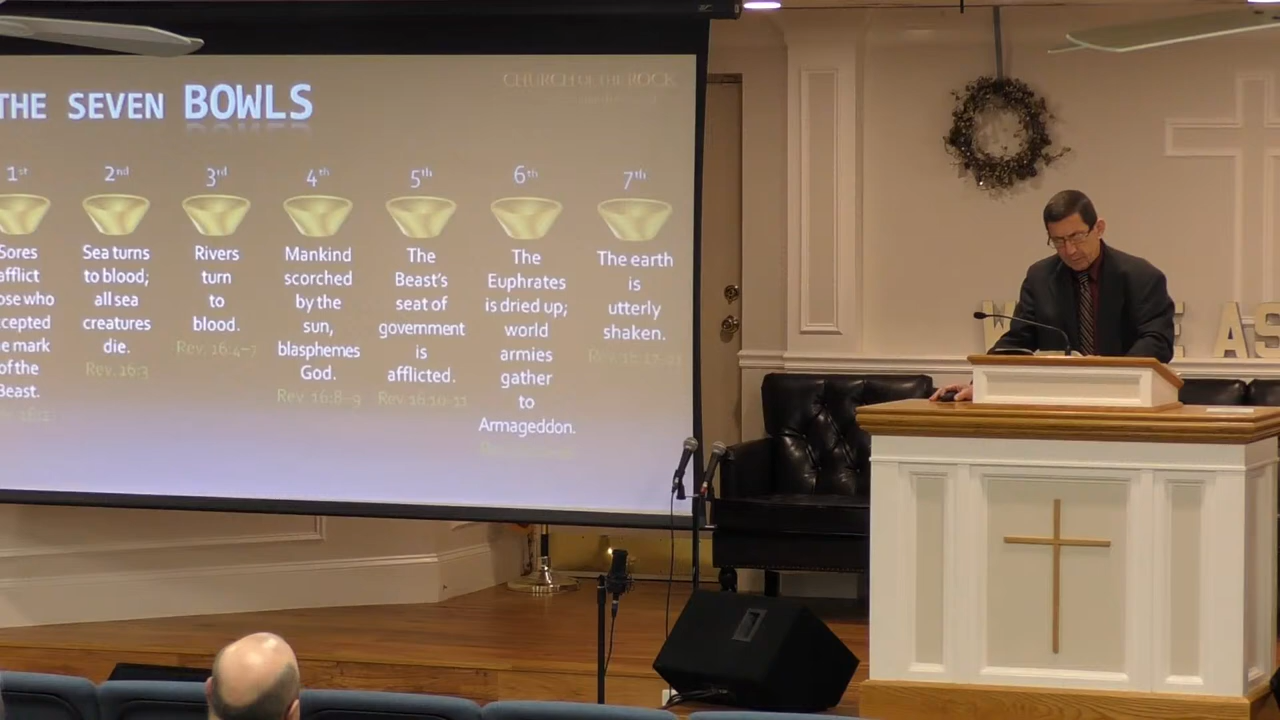 CHURCH OF THE ROCK
THE SEVEN BOWLS
1st
2nd
3rd
4th
5th
6th
7th
Sores
afflict
ose who
cepted
e mark
of the
Beast.
Sea turns
to blood;
all sea
creatures
die.
Rev. 16:3
Rivers
turn
to
blood.
Rev. 16:4-7
Mankind
scorched
by the
sun,
blasphemes
God.
Rev. 16:8-9
The
Beast's
seat of
government
is
afflicted.
Rev. 16:10-11
The
Euphrates
is dried up;
world
armies
gather
to
Armageddon.
The earth
is
utterly
shaken.
W E AS